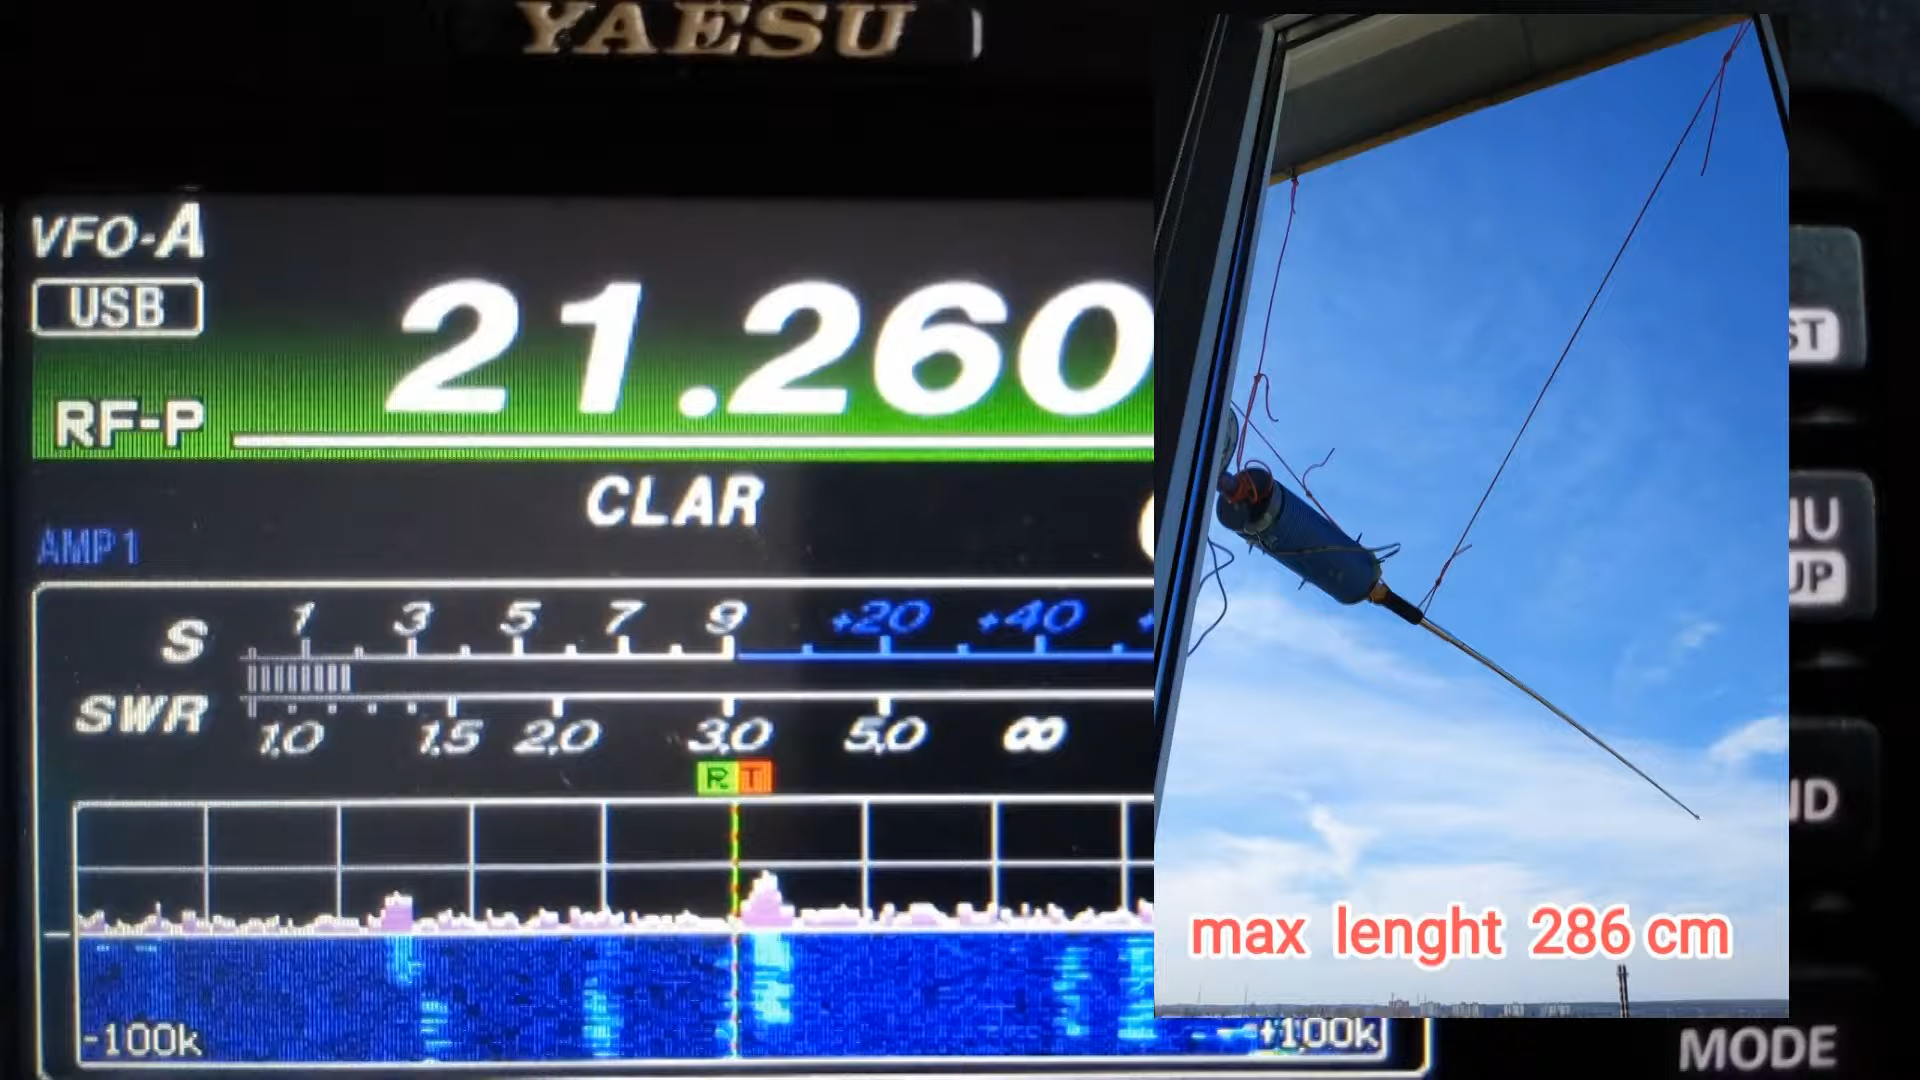 YAESU
VFO-A
USB
21.260
RF-P
CLAR
AMP1
S 1 3 5 7 9 +20 +40
SWR 1.0 1.5 2.0 3.0 5.0 ∞
R T
-100k
+100k
max lenght 286 cm
MODE